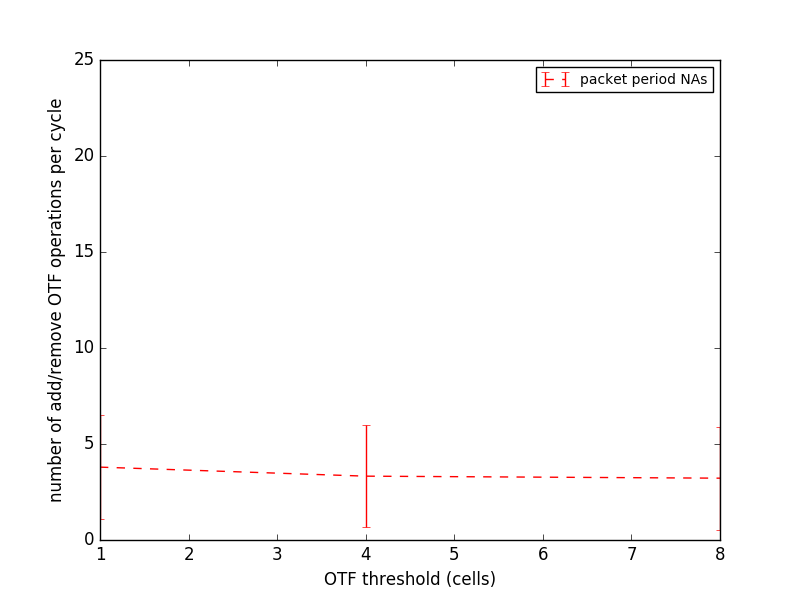 25
20
15
10
5
0
number of add/remove OTF operations per cycle
packet period NAs
1 2 3 4 5 6 7 8
OTF threshold (cells)